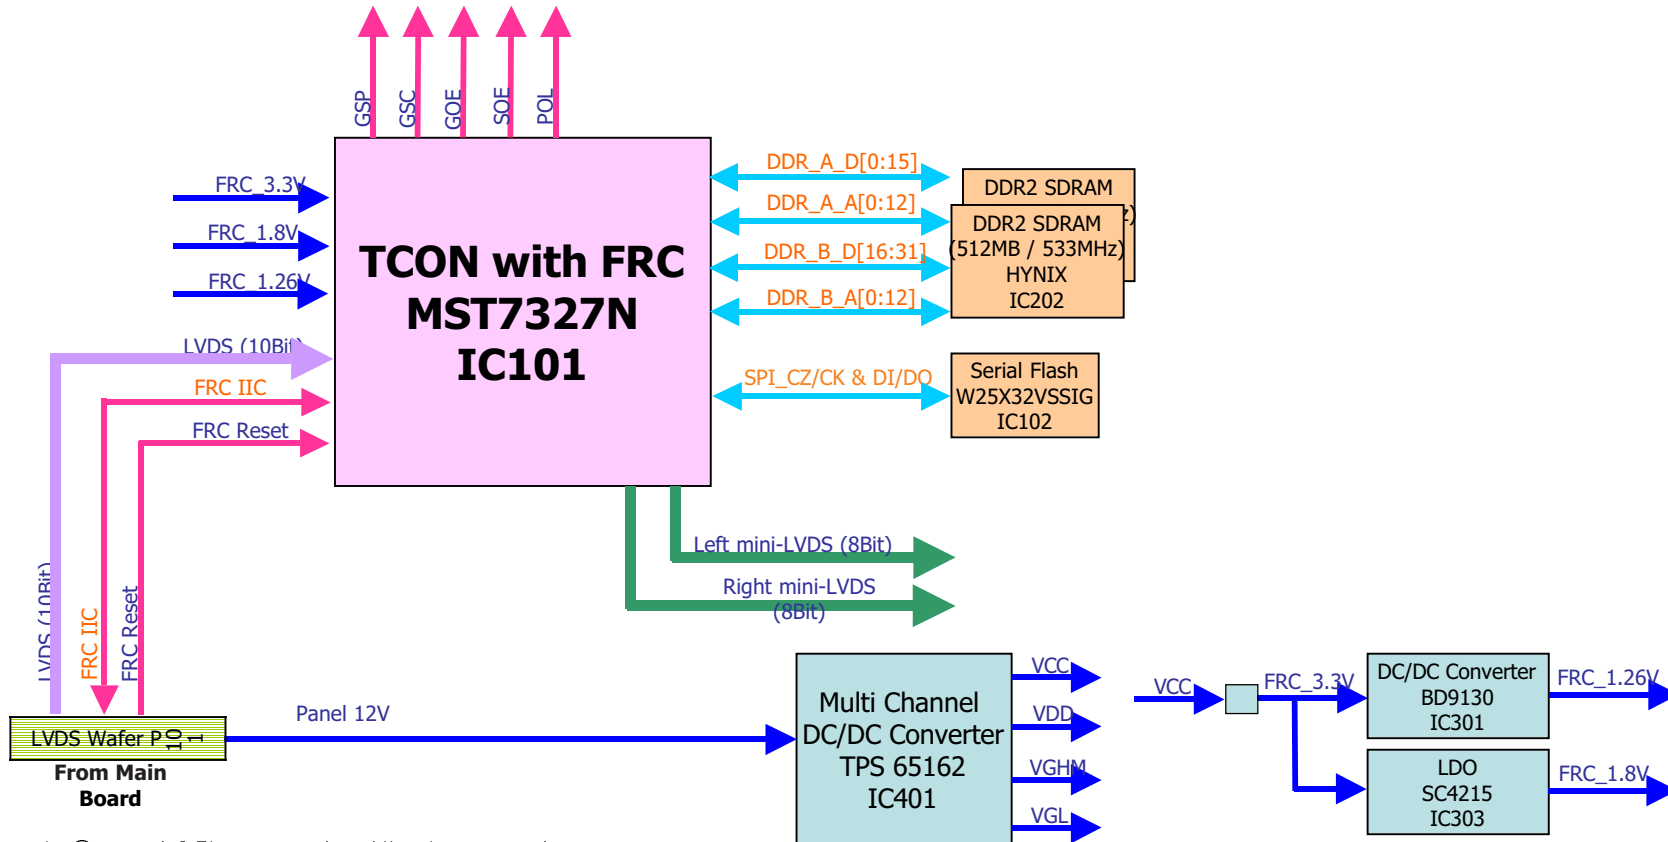 GSP
GSC
GOE
SOE
POL
FRC_3.3V
FRC_1.8V
FRC_1.26V
LVDS (10Bit)
FRC IIC
FRC Reset
TCON with FRC
MST7327N
IC101
DDR_A_D[0:15]
DDR_A_A[0:12]
DDR_B_D[16:31]
DDR_B_A[0:12]
SPI_CZ/CK & DI/DO
DDR2 SDRAM
DDR2 SDRAM
(512MB / 533MHz)
HYNIX
IC202
Serial Flash
W25X32VSSIG
IC102
Left mini-LVDS (8Bit)
Right mini-LVDS
(8Bit)
LVDS (10Bit)
FRC IIC
FRC Reset
LVDS Wafer P
10
1
From Main
Board
Panel 12V
Multi Channel
DC/DC Converter
TPS 65162
IC401
VCC
VDD
VGHM
VGL
VCC
FRC_3.3V
DC/DC Converter
BD9130
IC301
FRC_1.26V
LDO
SC4215
IC303
FRC_1.8V